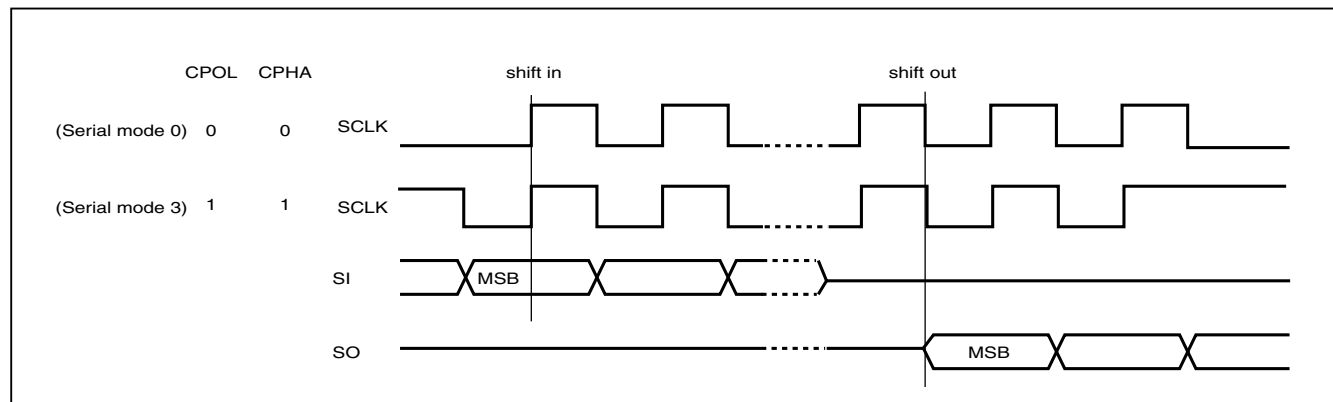 CPOL CPHA shift in shift out
(Serial mode 0) 0 0 SCLK
(Serial mode 3) 1 1 SCLK
SI MSB
SO MSB